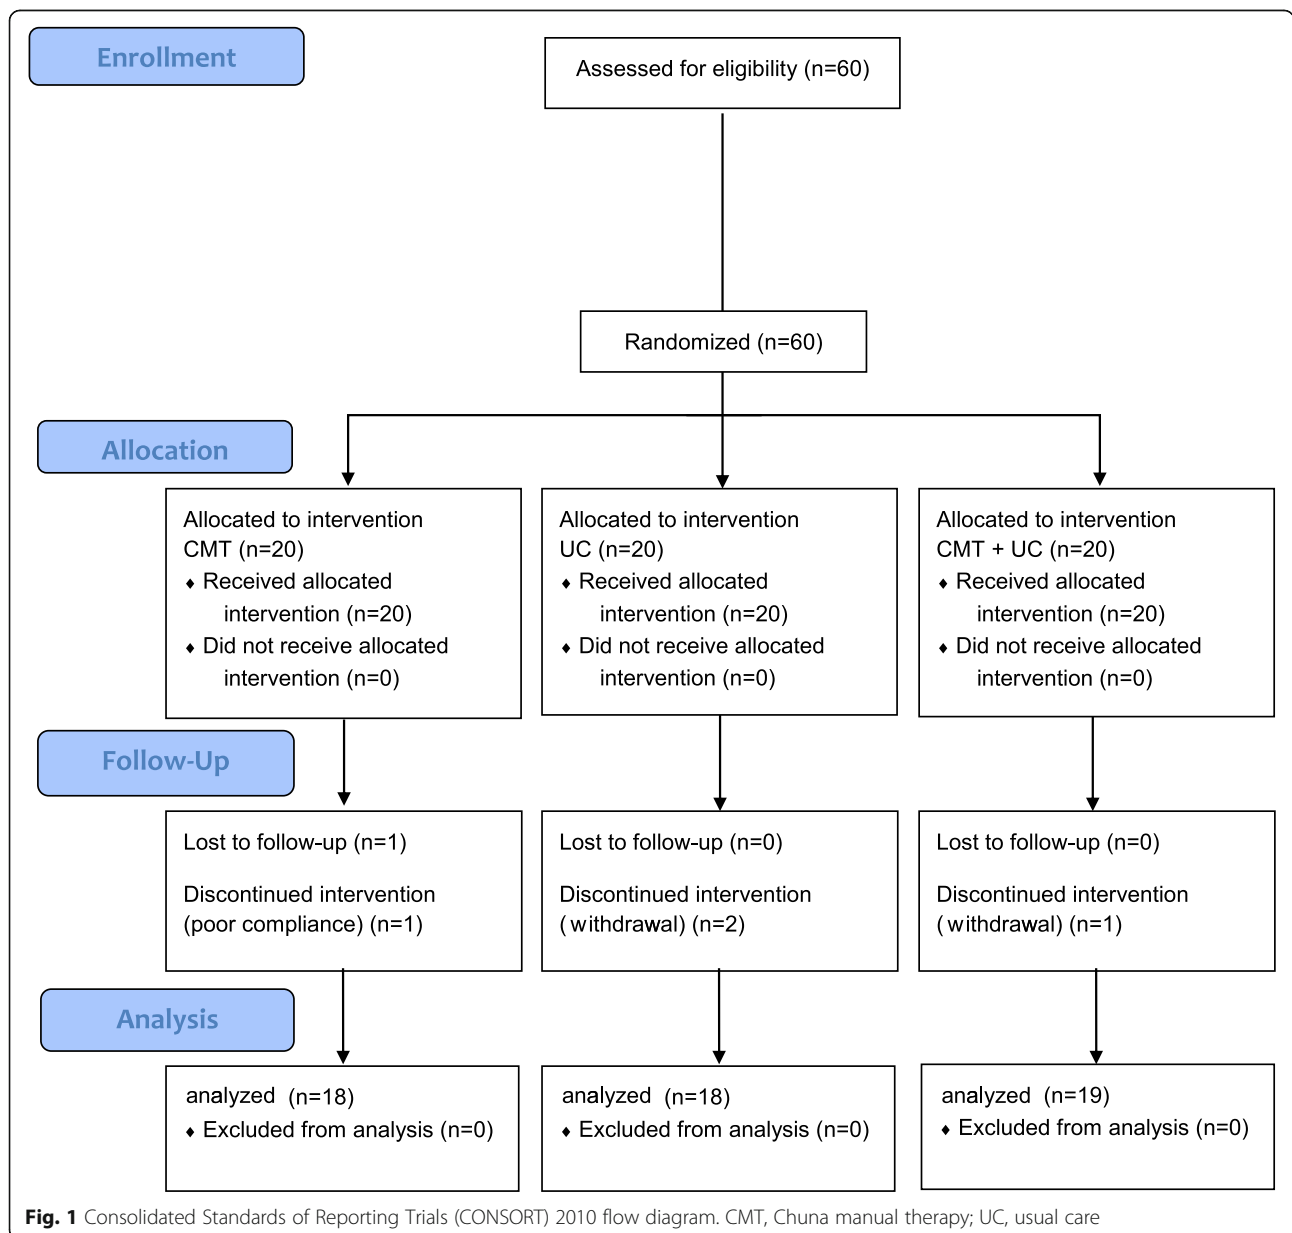 Enrollment
Assessed for eligibility (n=60)
Randomized (n=60)
Allocation
Allocated to intervention
CMT (n=20)
♦ Received allocated
intervention (n=20)
♦ Did not receive allocated
intervention (n=0)
Allocated to intervention
UC (n=20)
♦ Received allocated
intervention (n=20)
♦ Did not receive allocated
intervention (n=0)
Allocated to intervention
CMT + UC (n=20)
♦ Received allocated
intervention (n=20)
♦ Did not receive allocated
intervention (n=0)
Follow-Up
Lost to follow-up (n=1)
Discontinued intervention
(poor compliance) (n=1)
Lost to follow-up (n=0)
Discontinued intervention
(withdrawal) (n=2)
Lost to follow-up (n=0)
Discontinued intervention
(withdrawal) (n=1)
Analysis
analyzed (n=18)
♦ Excluded from analysis (n=0)
analyzed (n=18)
♦ Excluded from analysis (n=0)
analyzed (n=19)
♦ Excluded from analysis (n=0)
Fig. 1 Consolidated Standards of Reporting Trials (CONSORT) 2010 flow diagram. CMT, Chuna manual therapy; UC, usual care